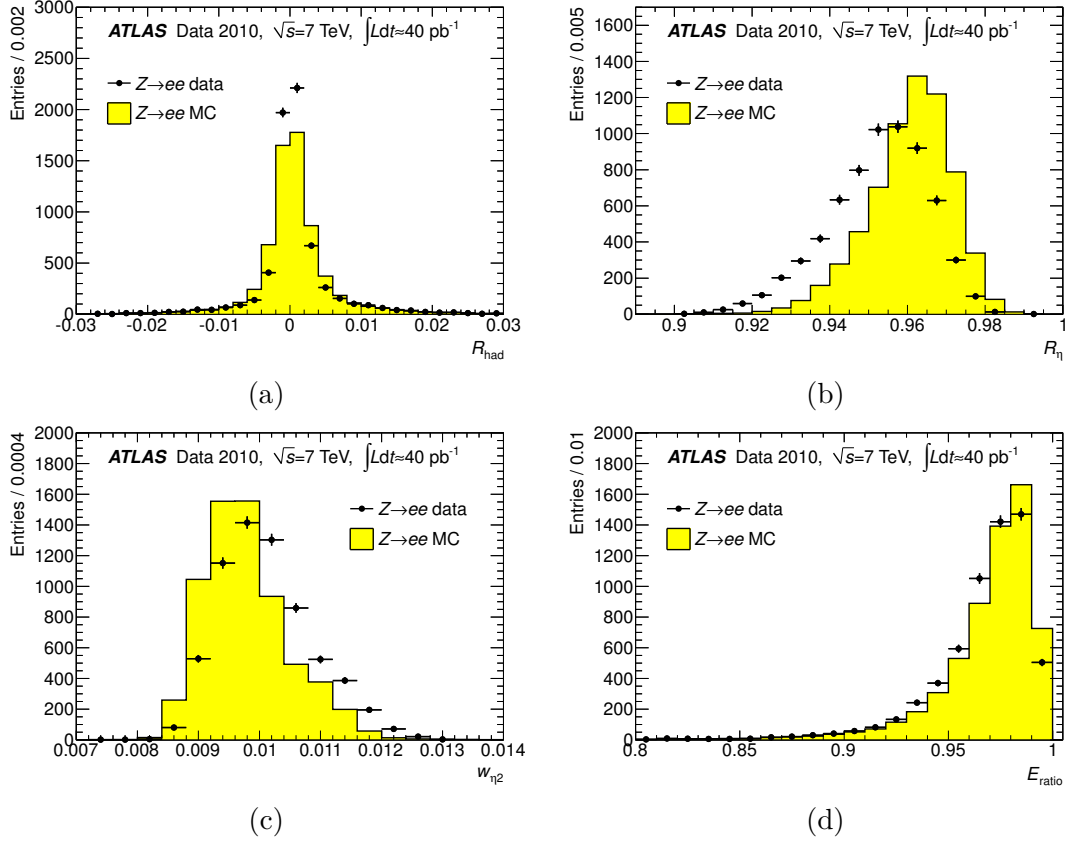 Entries / 0.002
3000
2500
2000
1500
1000
500
0
ATLAS Data 2010, √s=7 TeV, ∫Ldt≈40 pb⁻¹
Z→ee data
Z→ee MC
-0.03 -0.02 -0.01 0 0.01 0.02 0.03
R_had
(a)
Entries / 0.005
1600
1400
1200
1000
800
600
400
200
0
ATLAS Data 2010, √s=7 TeV, ∫Ldt≈40 pb⁻¹
Z→ee data
Z→ee MC
0.9 0.92 0.94 0.96 0.98 1
R_η
(b)
Entries / 0.0004
2000
1800
1600
1400
1200
1000
800
600
400
200
0
ATLAS Data 2010, √s=7 TeV, ∫Ldt≈40 pb⁻¹
Z→ee data
Z→ee MC
0.007 0.008 0.009 0.01 0.011 0.012 0.013 0.014
w_η2
(c)
Entries / 0.01
2000
1800
1600
1400
1200
1000
800
600
400
200
0
ATLAS Data 2010, √s=7 TeV, ∫Ldt≈40 pb⁻¹
Z→ee data
Z→ee MC
0.8 0.85 0.9 0.95 1
E_ratio
(d)